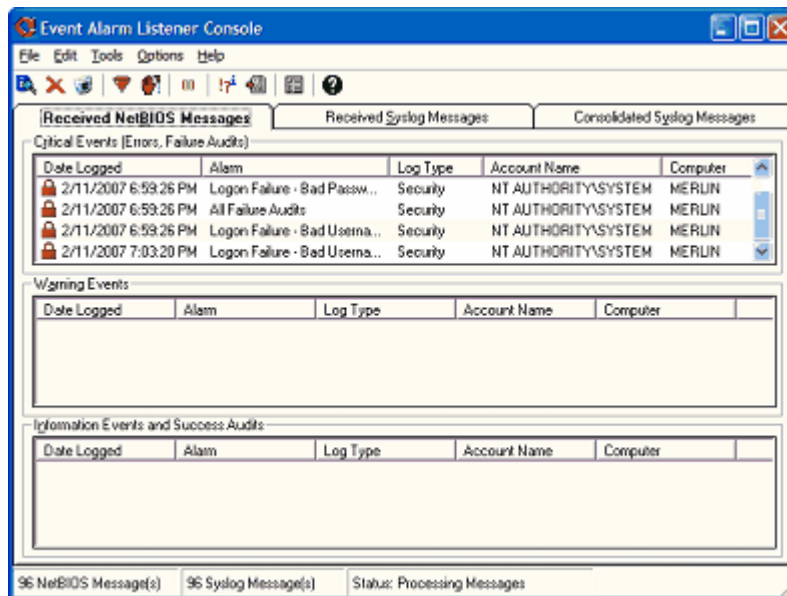 Event Alarm Listener Console
File Edit Tools Options Help
Received NetBIOS Messages Received Syslog Messages Consolidated Syslog Messages
Critical Events (Errors, Failure Audits)
Date Logged Alarm Log Type Account Name Computer
2/11/2007 6:59:26 PM Logon Failure - Bad Passw... Security NT AUTHORITY\SYSTEM MERLIN
2/11/2007 6:59:26 PM All Failure Audits Security NT AUTHORITY\SYSTEM MERLIN
2/11/2007 6:59:26 PM Logon Failure - Bad Userna... Security NT AUTHORITY\SYSTEM MERLIN
2/11/2007 7:03:20 PM Logon Failure - Bad Userna... Security NT AUTHORITY\SYSTEM MERLIN
Warning Events
Date Logged Alarm Log Type Account Name Computer
Information Events and Success Audits
Date Logged Alarm Log Type Account Name Computer
96 NetBIOS Message(s) 96 Syslog Message(s) Status: Processing Messages